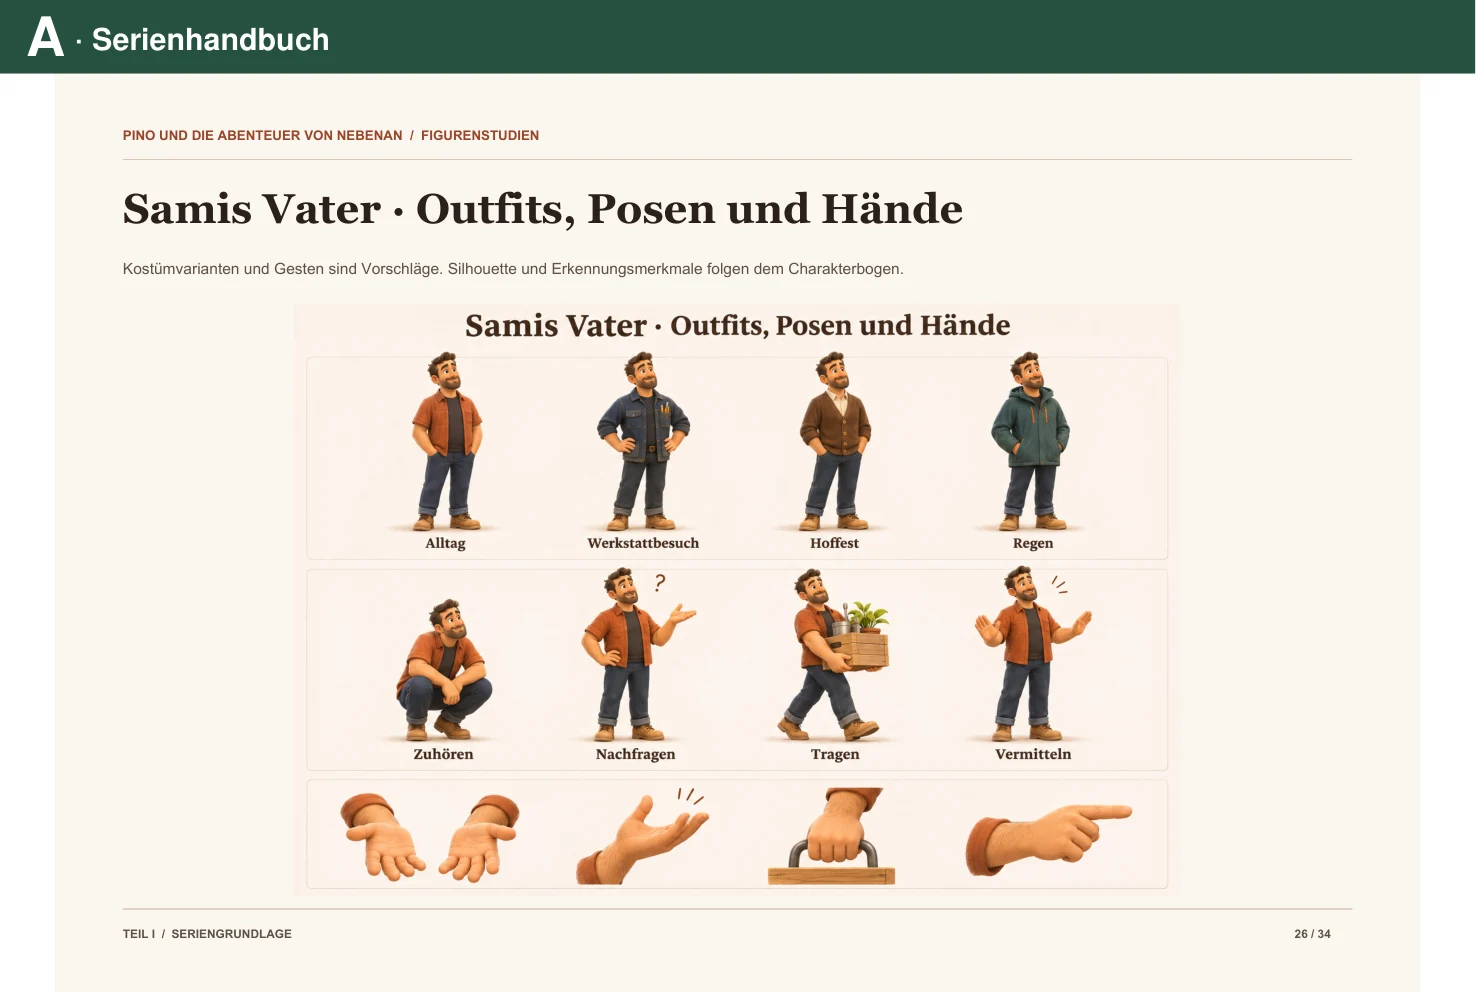 A · Serienhandbuch
PINO UND DIE ABENTEUER VON NEBENAN / FIGURENSTUDIEN
Samis Vater · Outfits, Posen und Hände
Kostümvarianten und Gesten sind Vorschläge. Silhouette und Erkennungsmerkmale folgen dem Charakterbogen.
Samis Vater · Outfits, Posen und Hände
Alltag
Werkstattbesuch
Hoffest
Regen
?
Zuhören
Nachfragen
Tragen
Vermitteln
TEIL I / SERIENGRUNDLAGE
26 / 34